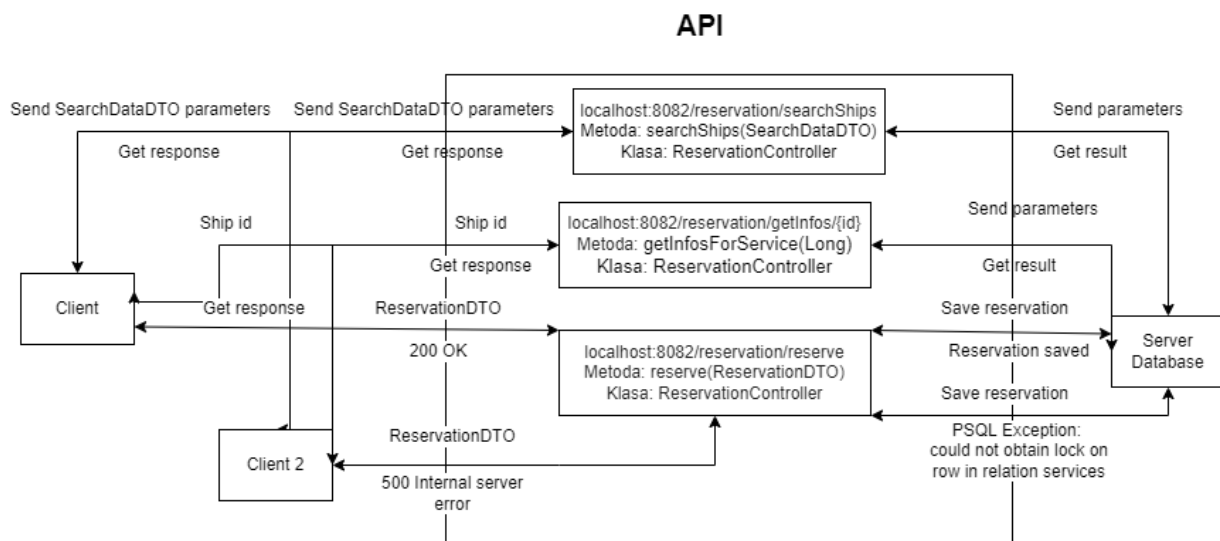 API
Send SearchDataDTO parameters
Send SearchDataDTO parameters
localhost:8082/reservation/searchShips
Metoda: searchShips(SearchDataDTO)
Klasa: ReservationController
Send parameters
Get response
Get response
Get result
Ship id
Ship id
localhost:8082/reservation/getInfos/{id}
Metoda: getInfosForService(Long)
Klasa: ReservationController
Send parameters
Get response
Get result
Client
Get response
ReservationDTO
200 OK
localhost:8082/reservation/reserve
Metoda: reserve(ReservationDTO)
Klasa: ReservationController
Save reservation
Reservation saved
Server
Database
Save reservation
PSQL Exception:
could not obtain lock on
row in relation services
Client 2
ReservationDTO
500 Internal server
error